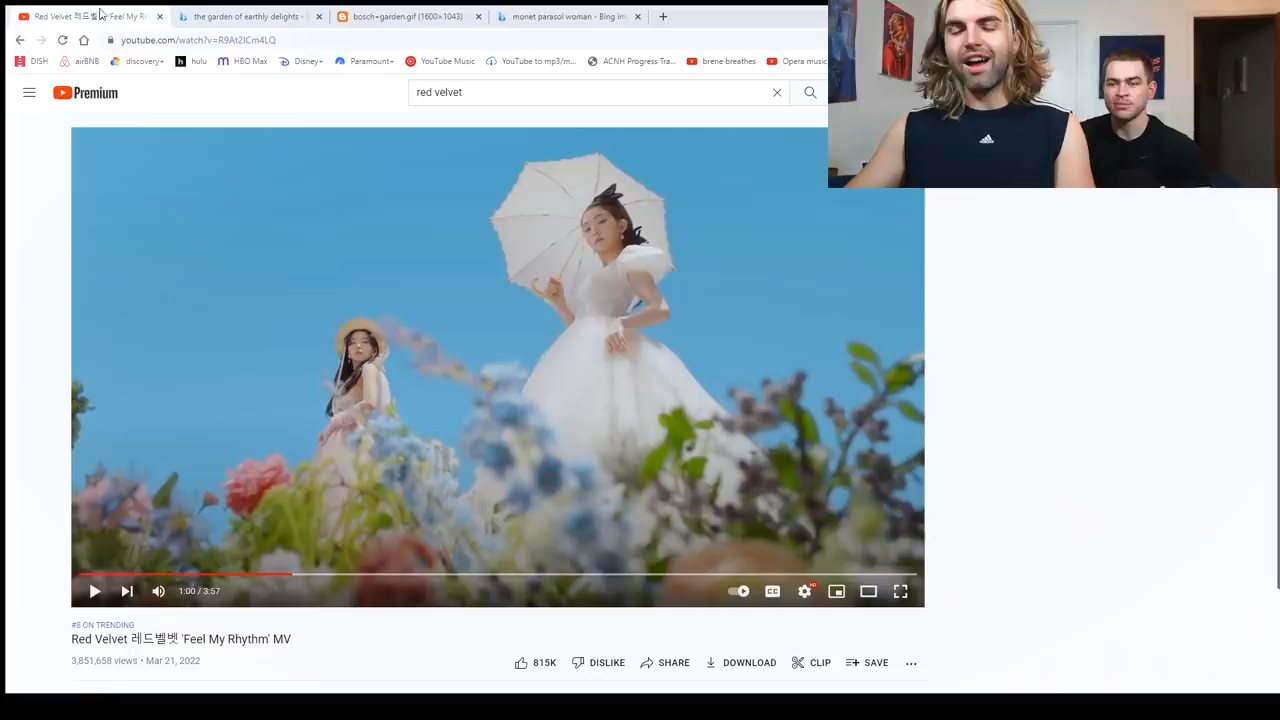 Red Velvet 레드벨벳 'Feel My Rh
the garden of earthly delights -
bosch+garden.gif (1600×1043)
monet parasol woman - Bing im
youtube.com/watch?v=R9At2ICm4LQ
DISH
airBNB
discovery+
h
hulu
HBO Max
Disney+
Paramount+
YouTube Music
YouTube to mp3/m...
ACNH Progress Tra...
brene breathes
Opera music
Premium
red velvet
1:00 / 3:57
CC
HD
#8 ON TRENDING
Red Velvet 레드벨벳 'Feel My Rhythm' MV
3,851,658 views • Mar 21, 2022
815K
DISLIKE
SHARE
DOWNLOAD
CLIP
SAVE